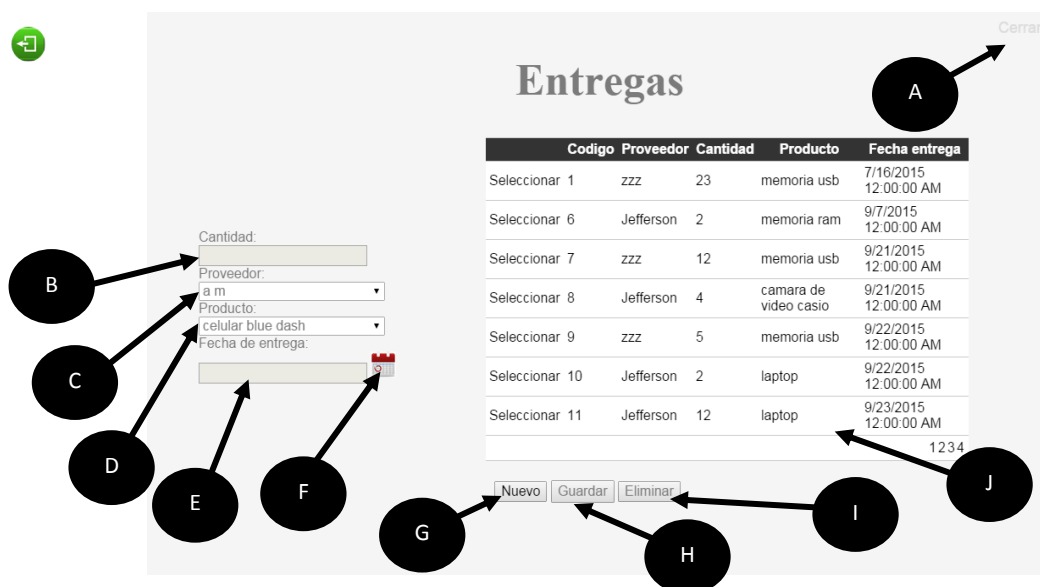 Cerrar
A
Entregas
Codigo Proveedor Cantidad Producto Fecha entrega
Seleccionar 1 zzz 23 memoria usb 7/16/2015 12:00:00 AM
Seleccionar 6 Jefferson 2 memoria ram 9/7/2015 12:00:00 AM
Seleccionar 7 zzz 12 memoria usb 9/21/2015 12:00:00 AM
Seleccionar 8 Jefferson 4 camara de video casio 9/21/2015 12:00:00 AM
Seleccionar 9 zzz 5 memoria usb 9/22/2015 12:00:00 AM
Seleccionar 10 Jefferson 2 laptop 9/22/2015 12:00:00 AM
Seleccionar 11 Jefferson 12 laptop 9/23/2015 12:00:00 AM
1 2 3 4
Cantidad:
B
Proveedor:
a m
Producto:
celular blue dash
Fecha de entrega:
C
D
E
F
Nuevo Guardar Eliminar
G
H
I
J